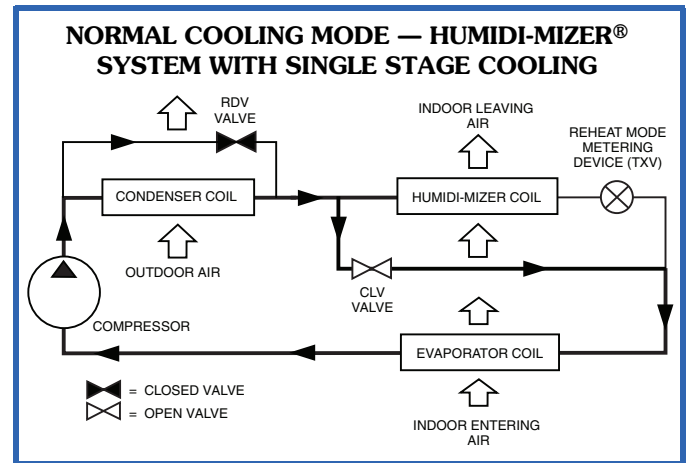 NORMAL COOLING MODE — HUMIDI-MIZER®
SYSTEM WITH SINGLE STAGE COOLING
RDV
VALVE
INDOOR LEAVING
AIR
REHEAT MODE
METERING
DEVICE (TXV)
CONDENSER COIL
HUMIDI-MIZER COIL
OUTDOOR AIR
CLV
VALVE
COMPRESSOR
EVAPORATOR COIL
= CLOSED VALVE
= OPEN VALVE
INDOOR ENTERING
AIR